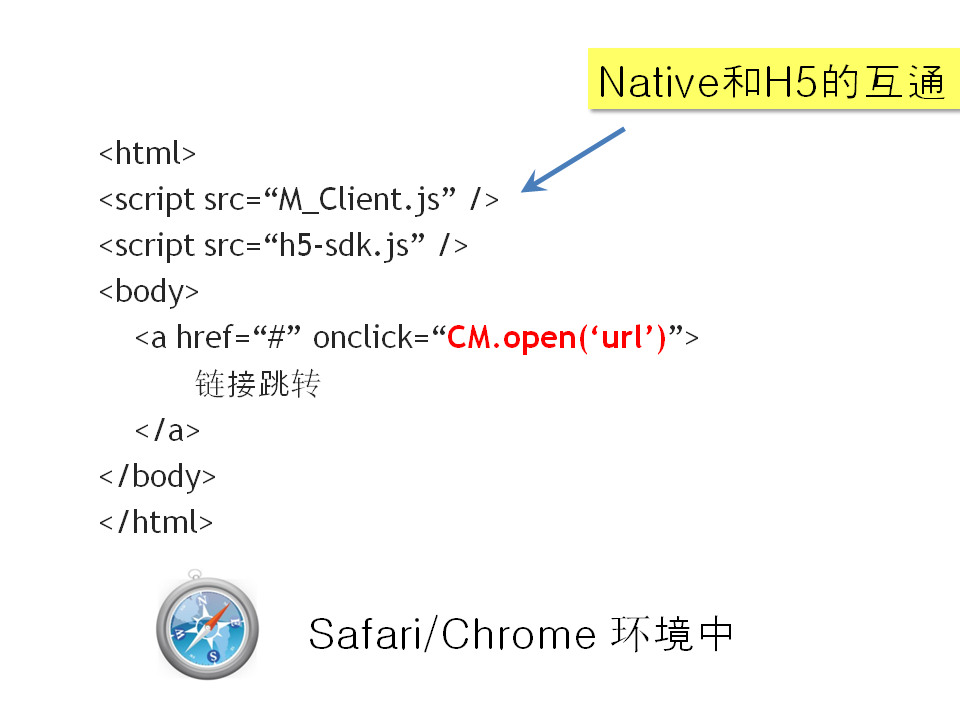 Native和H5的互通
<html>
<script src=“M_Client.js” />
<script src=“h5-sdk.js” />
<body>
<a href=“#” onclick=“CM.open(‘url’)”>
链接跳转
</a>
</body>
</html>
N
E
S
W
Safari/Chrome 环境中